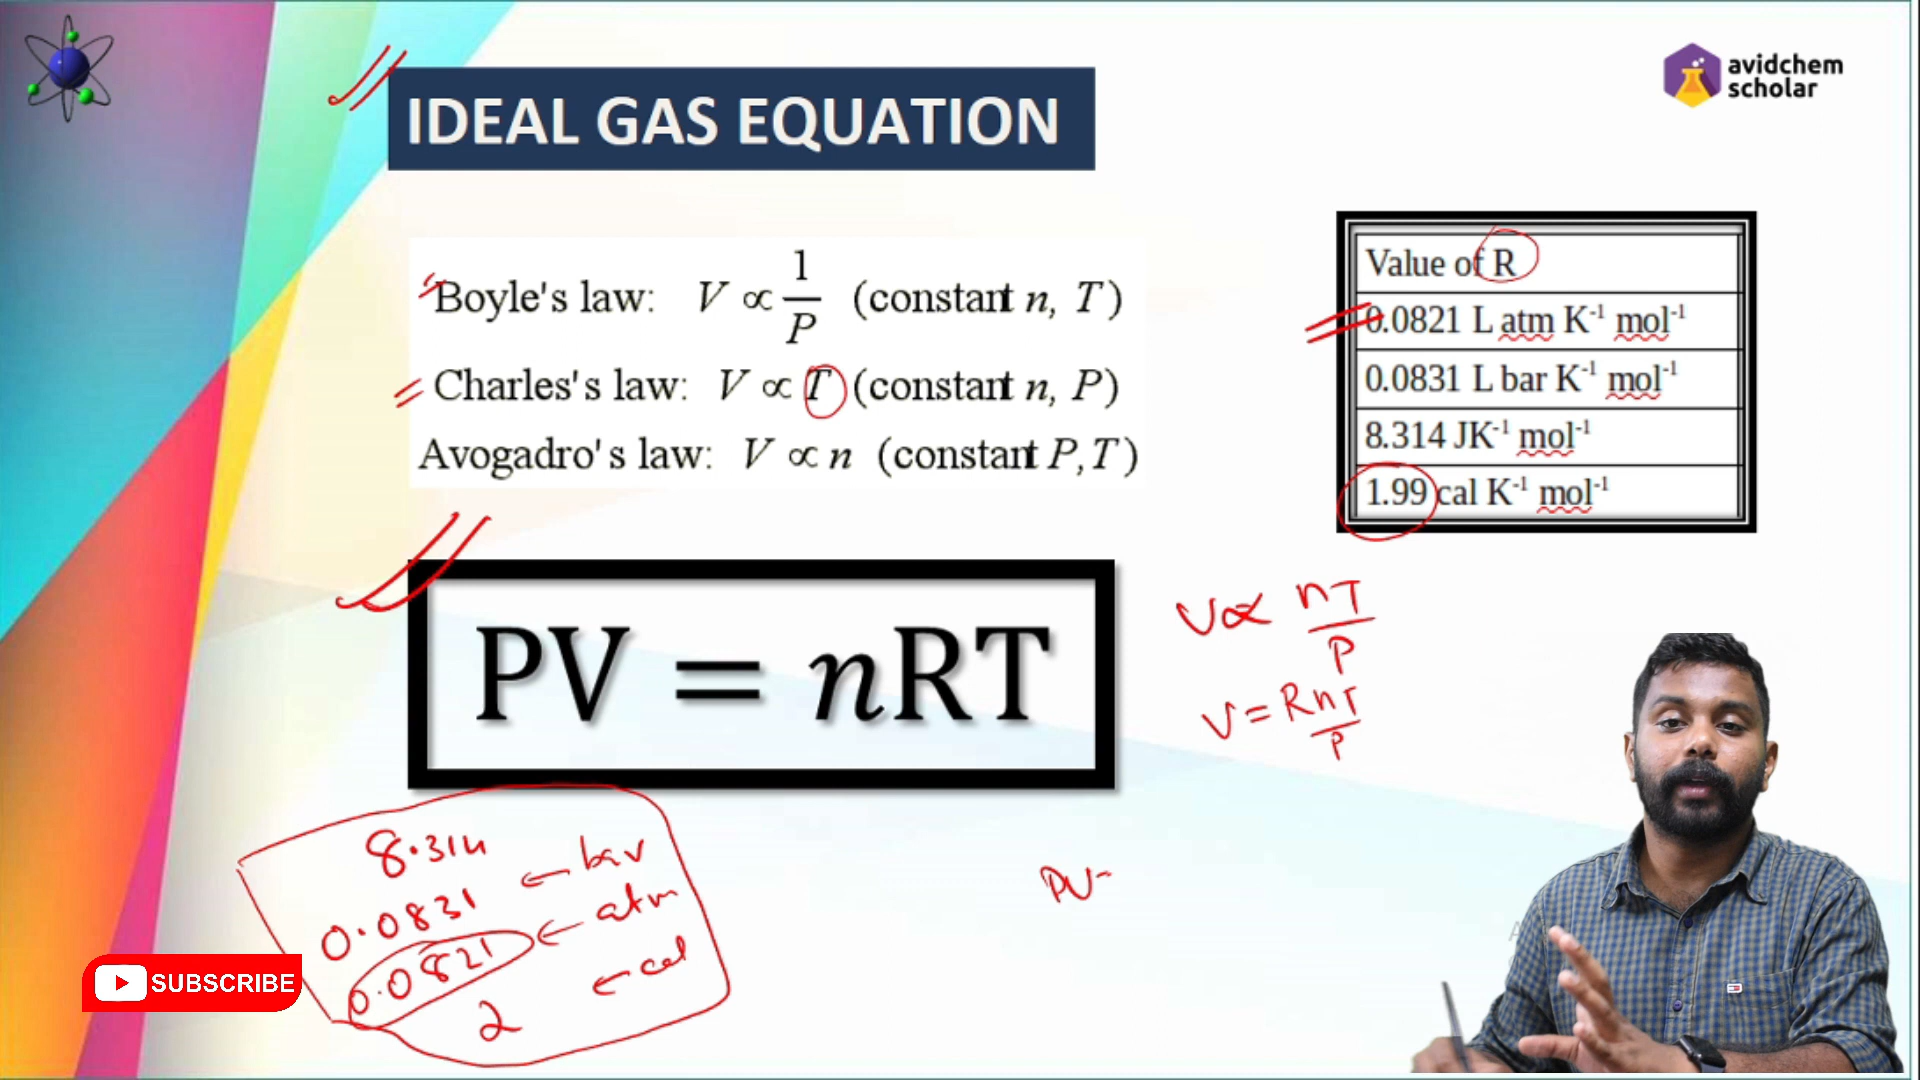 avidchem
scholar
IDEAL GAS EQUATION
Boyle's law: V ∝ 1/P (constant n, T)
Charles's law: V ∝ T (constant n, P)
Avogadro's law: V ∝ n (constant P,T)
Value of R
0.0821 L atm K⁻¹ mol⁻¹
0.0831 L bar K⁻¹ mol⁻¹
8.314 JK⁻¹ mol⁻¹
1.99 cal K⁻¹ mol⁻¹
PV = nRT
V ∝ nT/P
V = RnT/P
8.314
0.0831 ← bar
0.0821 ← atm
2 ← cal
PV=
SUBSCRIBE